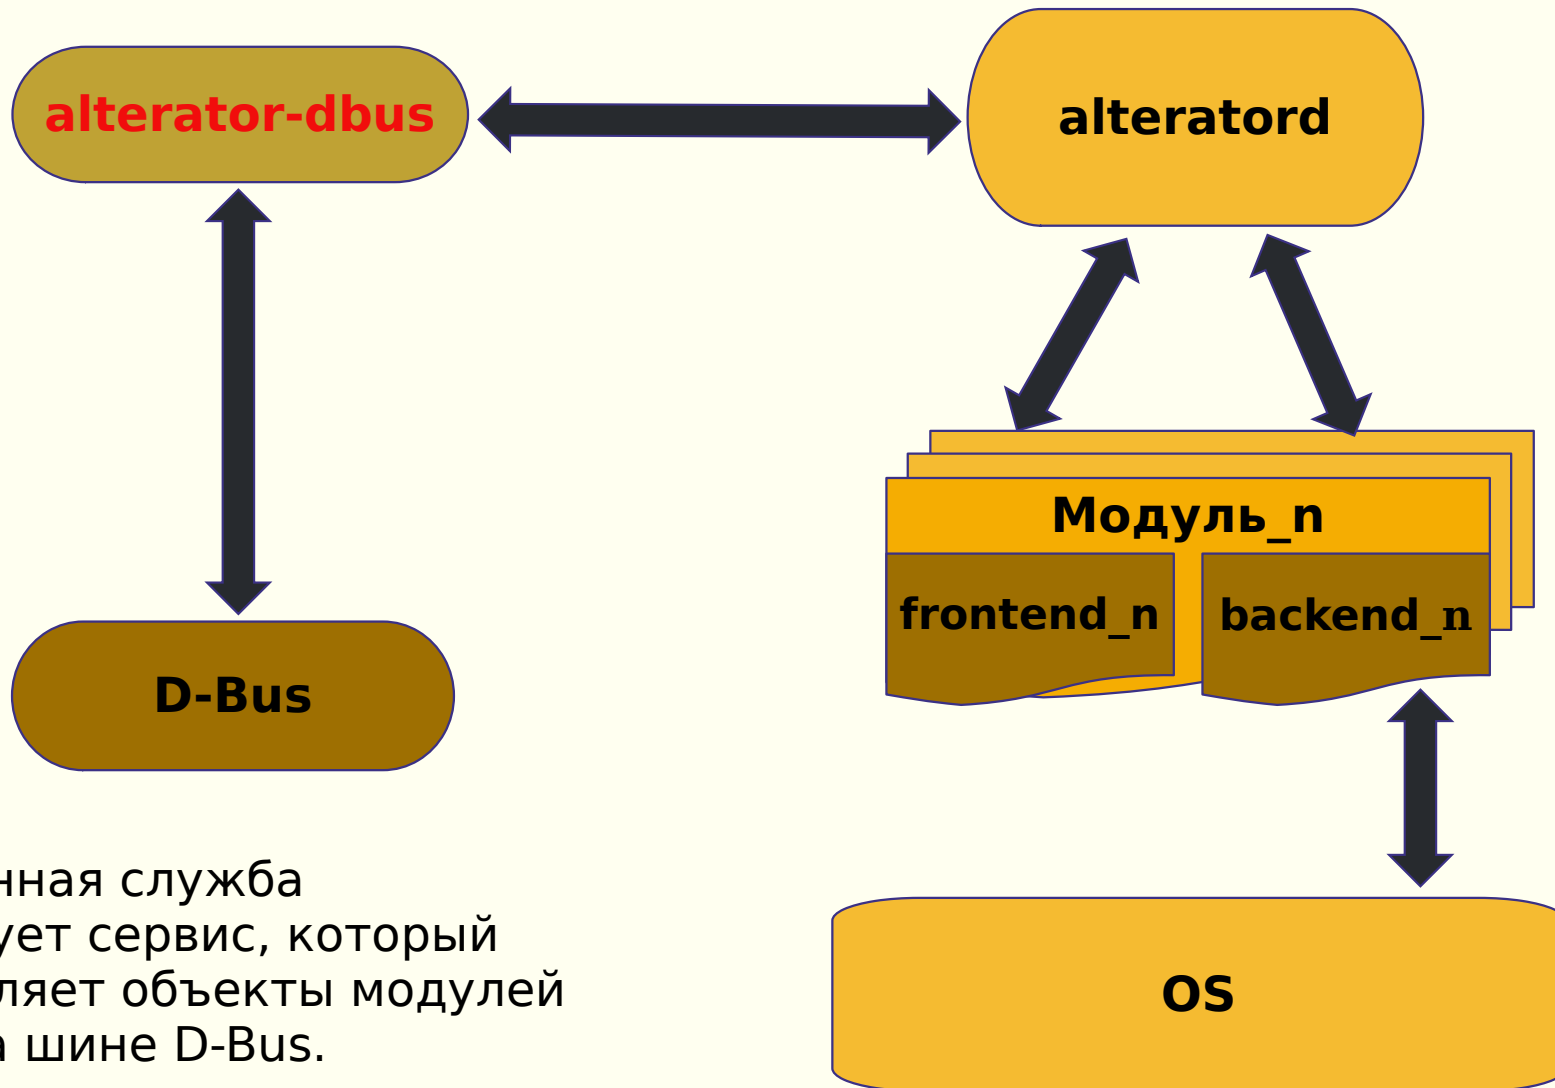 alterator-dbus
alteratord
Модуль_n
frontend_n
backend_n
D-Bus
нная служба
ует сервис, который
ляет объекты модулей
а шине D-Bus.
OS